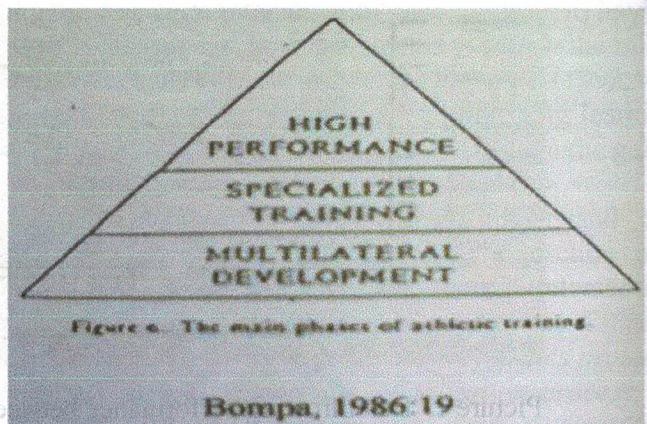 HIGH
PERFORMANCE
SPECIALIZED
TRAINING
MULTILATERAL
DEVELOPMENT
Figure 6. The main phases of athletic training
Bompa, 1986:19